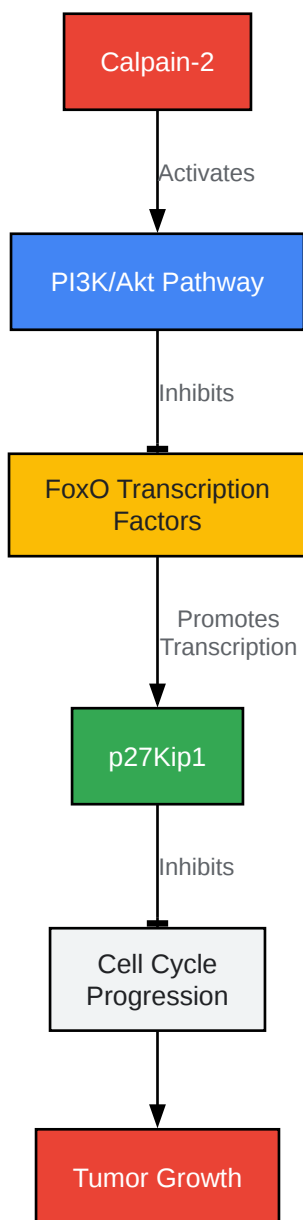 Calpain-2
Activates
PI3K/Akt Pathway
Inhibits
FoxO Transcription
Factors
Promotes
Transcription
p27Kip1
Inhibits
Cell Cycle
Progression
Tumor Growth